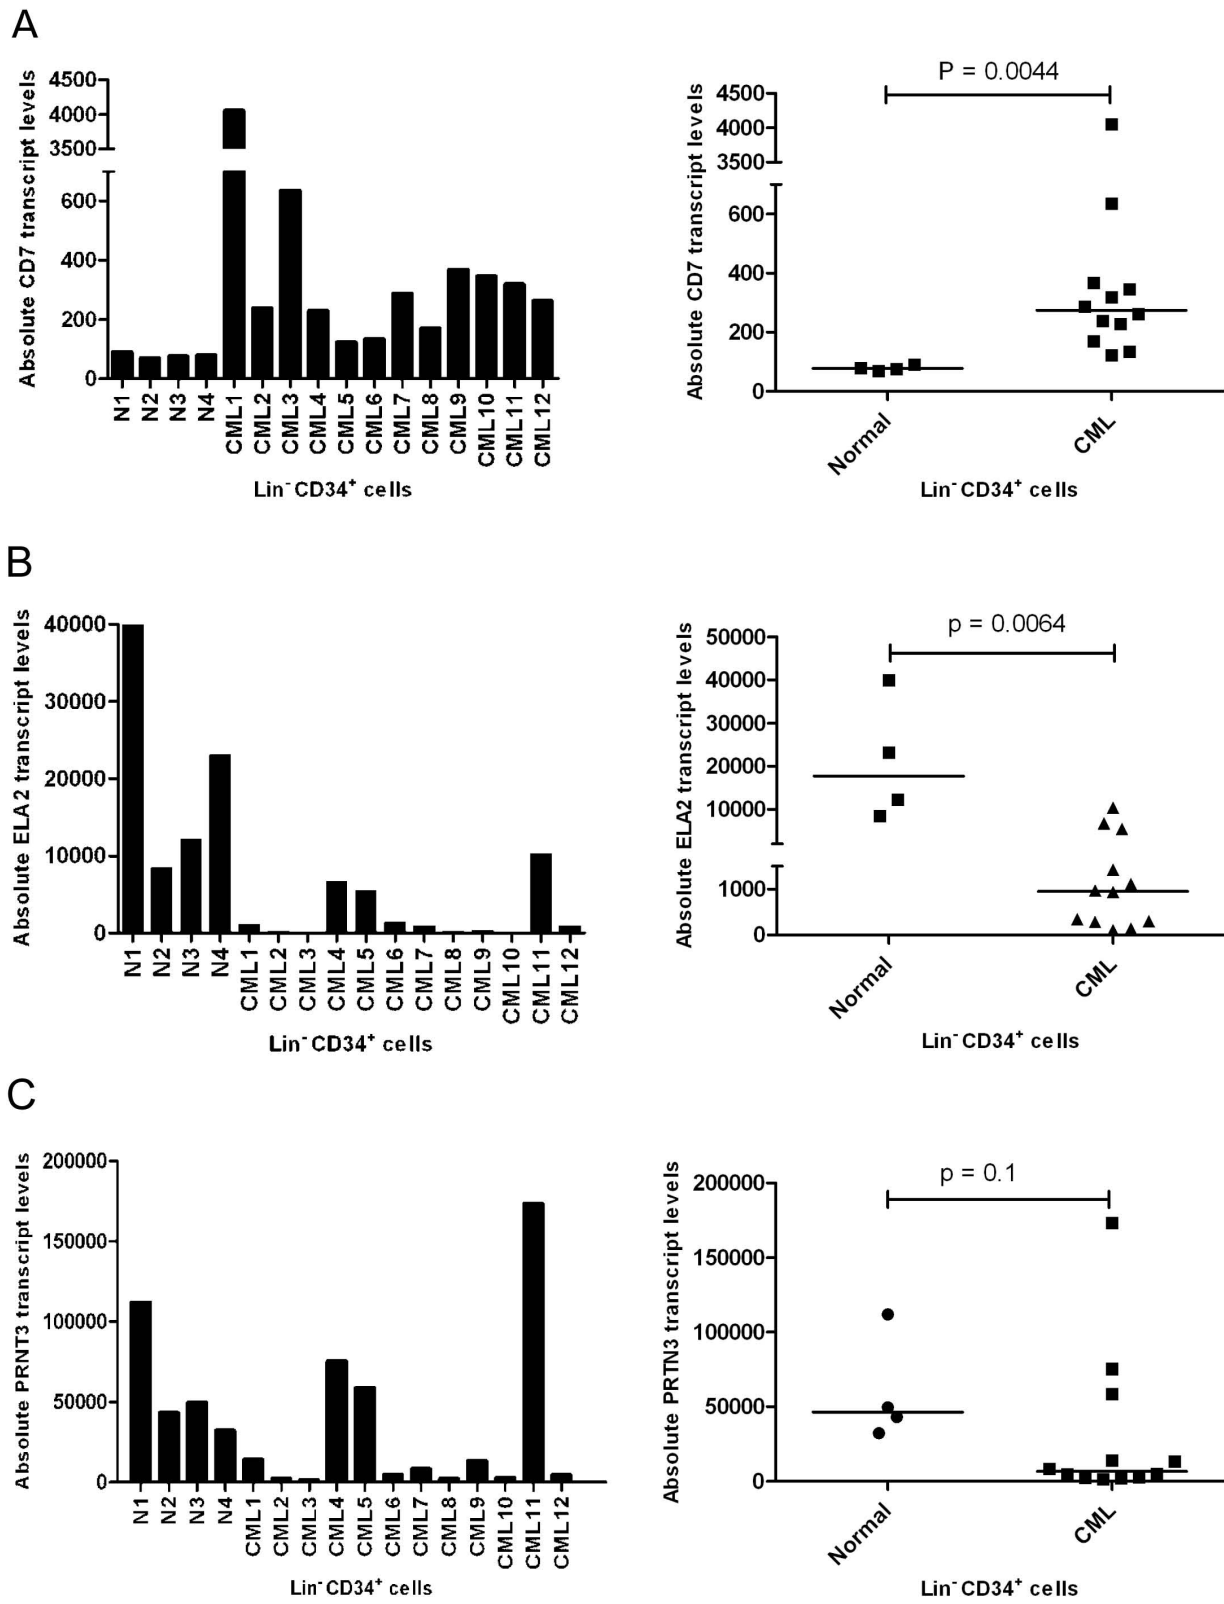 A
Absolute CD7 transcript levels
4500
4000
3500
600
400
200
0
N1 N2 N3 N4 CML1 CML2 CML3 CML4 CML5 CML6 CML7 CML8 CML9 CML10 CML11 CML12
Lin⁻CD34⁺ cells
P = 0.0044
Absolute CD7 transcript levels
4500
4000
3500
600
400
200
0
Normal CML
Lin⁻CD34⁺ cells
B
Absolute ELA2 transcript levels
40000
30000
20000
10000
0
N1 N2 N3 N4 CML1 CML2 CML3 CML4 CML5 CML6 CML7 CML8 CML9 CML10 CML11 CML12
Lin⁻CD34⁺ cells
p = 0.0064
Absolute ELA2 transcript levels
50000
40000
30000
20000
10000
1000
0
Normal CML
Lin⁻CD34⁺ cells
C
Absolute PRNT3 transcript levels
200000
150000
100000
50000
0
N1 N2 N3 N4 CML1 CML2 CML3 CML4 CML5 CML6 CML7 CML8 CML9 CML10 CML11 CML12
Lin⁻CD34⁺ cells
p = 0.1
Absolute PRTN3 transcript levels
200000
150000
100000
50000
0
Normal CML
Lin⁻CD34⁺ cells